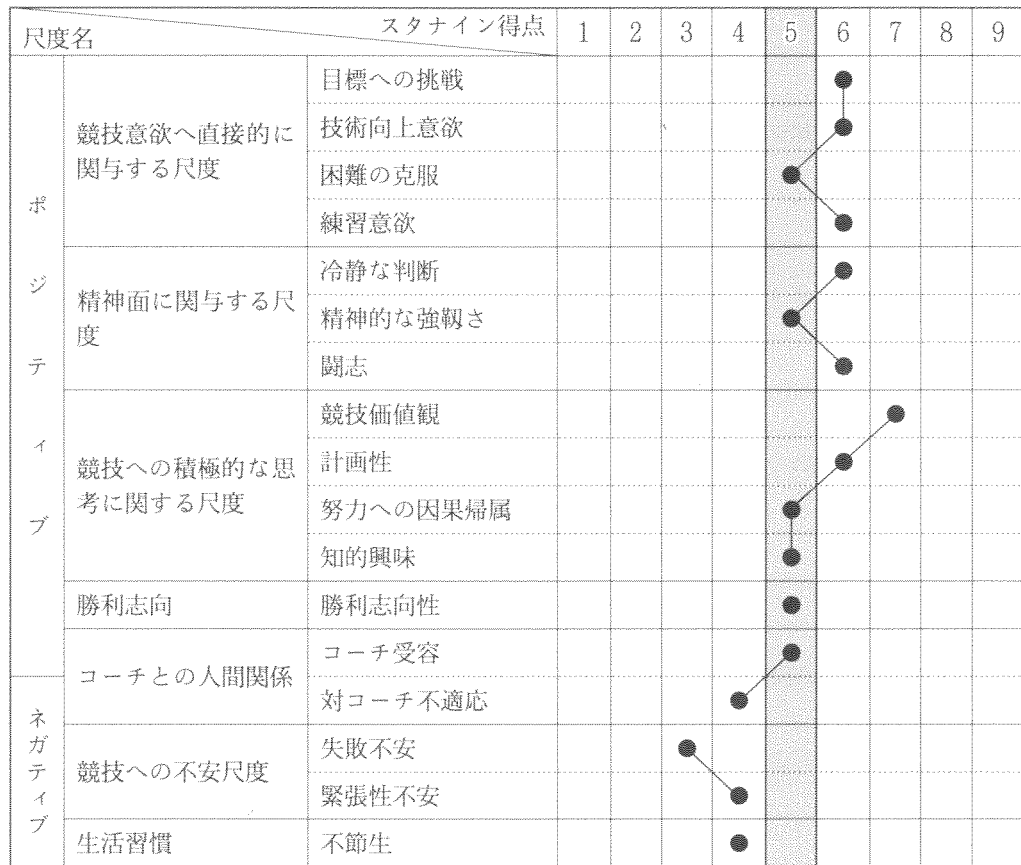 尺度名 スタナイン得点 1 2 3 4 5 6 7 8 9
ポジティブ
競技意欲へ直接的に
関与する尺度
目標への挑戦
技術向上意欲
困難の克服
練習意欲
精神面に関与する尺
度
冷静な判断
精神的な強靱さ
闘志
競技への積極的な思
考に関する尺度
競技価値観
計画性
努力への因果帰属
知的興味
勝利志向
勝利志向性
コーチとの人間関係
コーチ受容
対コーチ不適応
ネガティブ
競技への不安尺度
失敗不安
緊張性不安
生活習慣
不節生